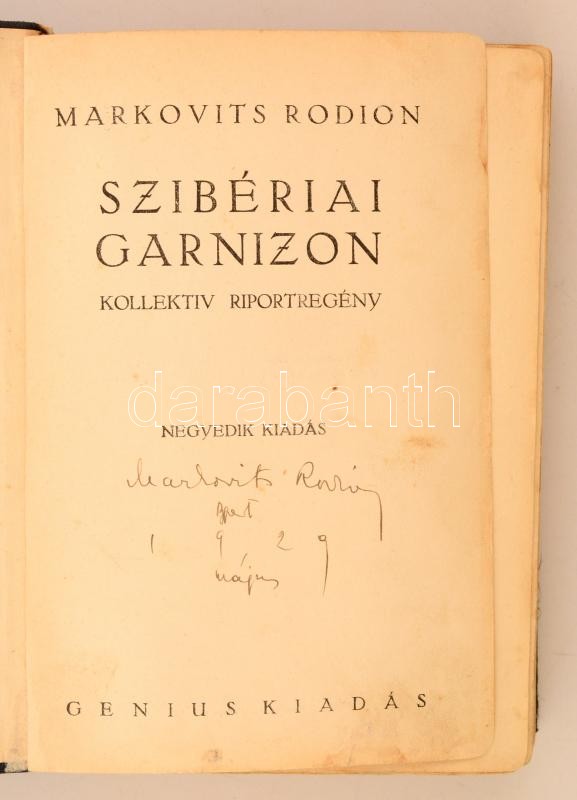 MARKOVITS RODION
SZIBÉRIAI
GARNIZON
KOLLEKTIV RIPORTREGÉNY
darabanth
NEGYEDIK KIADÁS
Markovits Rodion
1 9 2 9
május
GENIUS KIADÁS